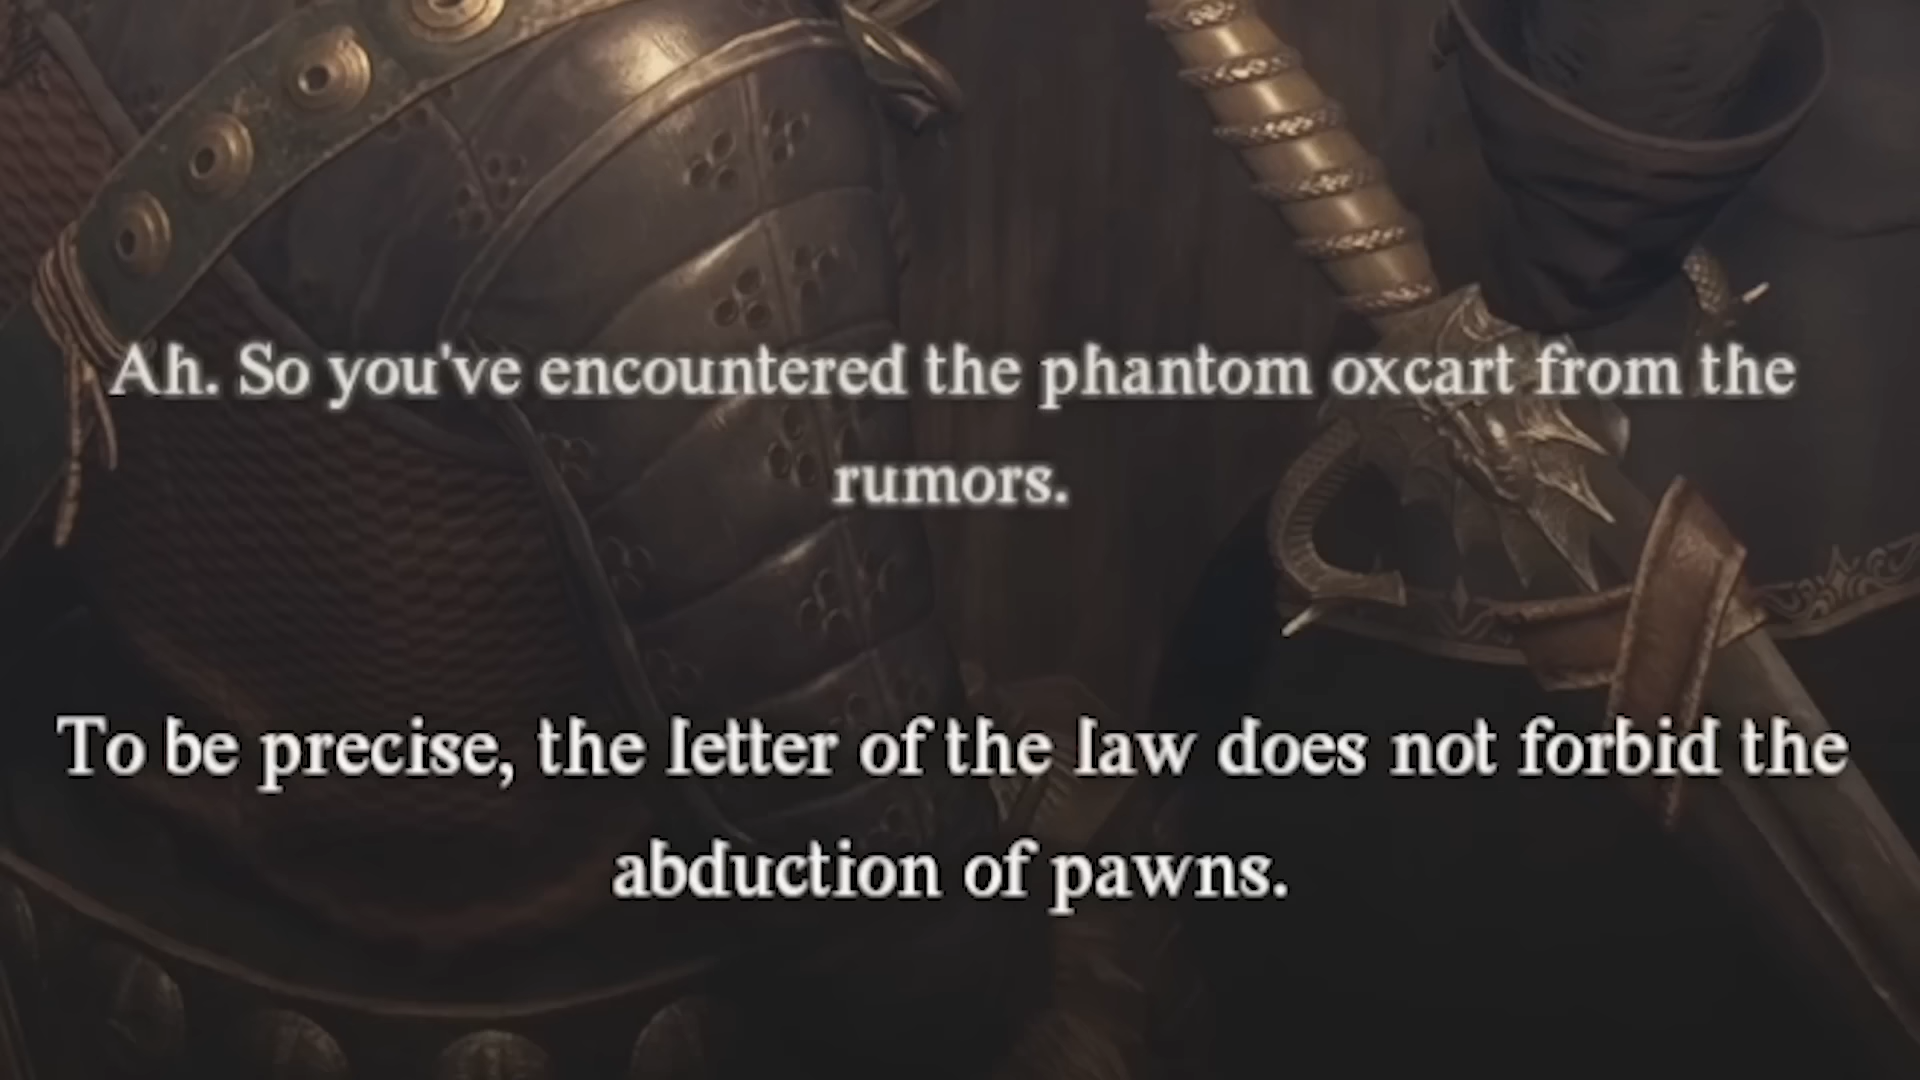 Ah. So you've encountered the phantom oxcart from the
rumors.
To be precise, the letter of the law does not forbid the
abduction of pawns.